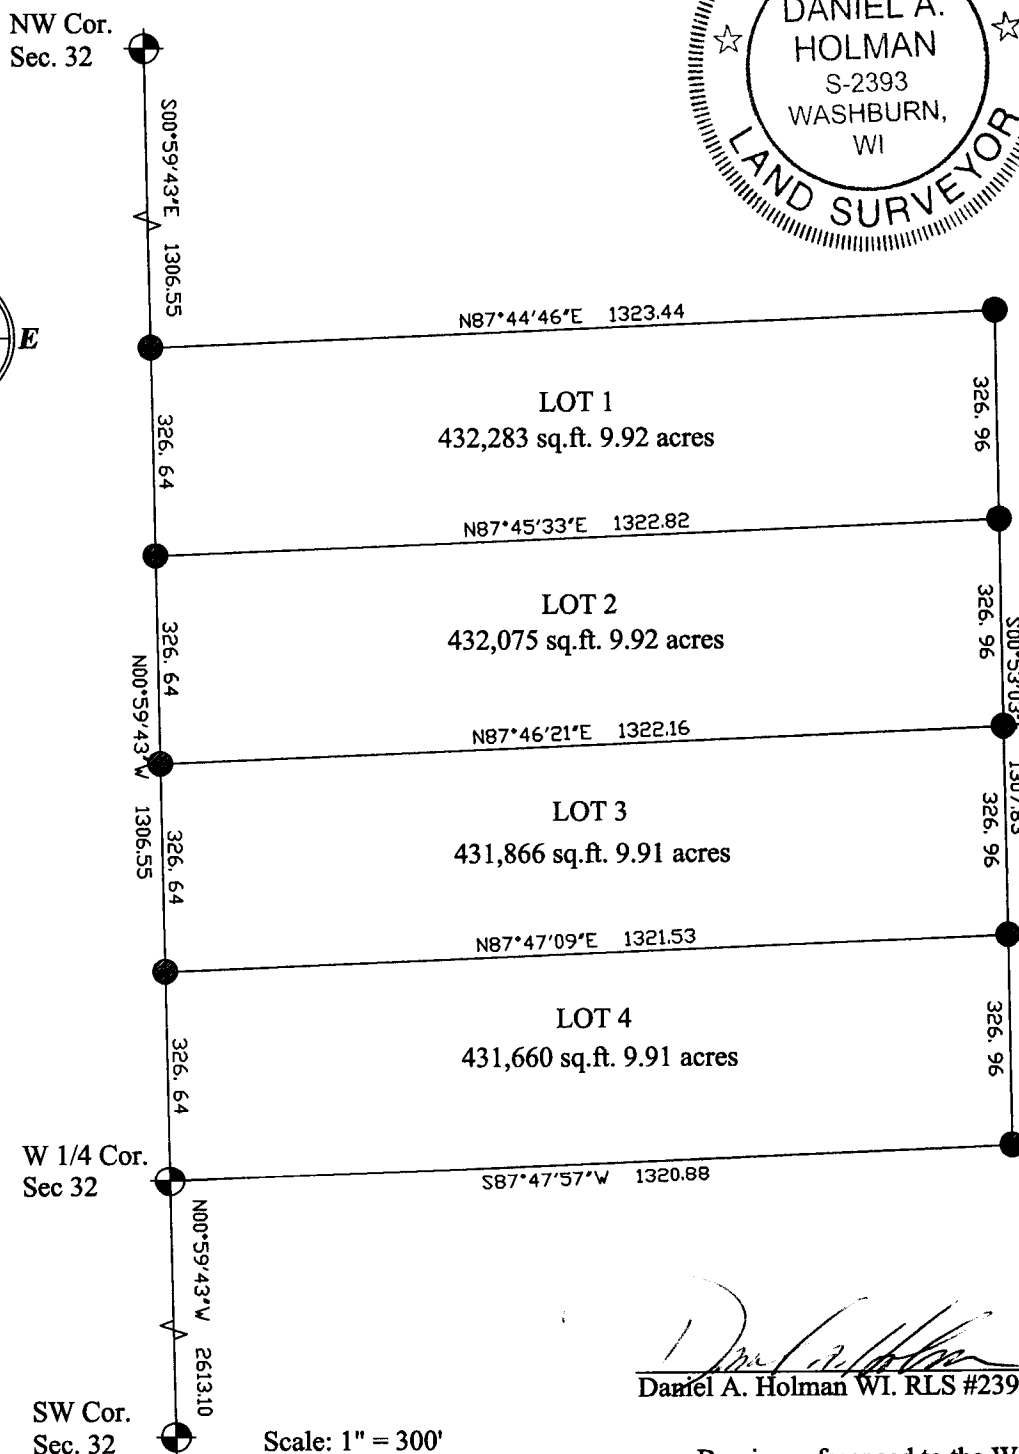 NW Cor.
Sec. 32
DANIEL A.
HOLMAN
S-2393
WASHBURN,
WI
LAND SURVEYOR
S00°59'43"E 1306.55
E
N87°44'46"E 1323.44
326.64
LOT 1
432,283 sq.ft. 9.92 acres
326.96
N87°45'33"E 1322.82
326.64
LOT 2
432,075 sq.ft. 9.92 acres
326.96
N00°59'43"W 1306.55
N87°46'21"E 1322.16
326.64
LOT 3
431,866 sq.ft. 9.91 acres
326.96
N87°47'09"E 1321.53
326.64
LOT 4
431,660 sq.ft. 9.91 acres
326.96
W 1/4 Cor.
Sec 32
S87°47'57"W 1320.88
N00°59'43"W 2613.10
Daniel A. Holman WI. RLS #239
SW Cor.
Sec. 32
Scale: 1" = 300'